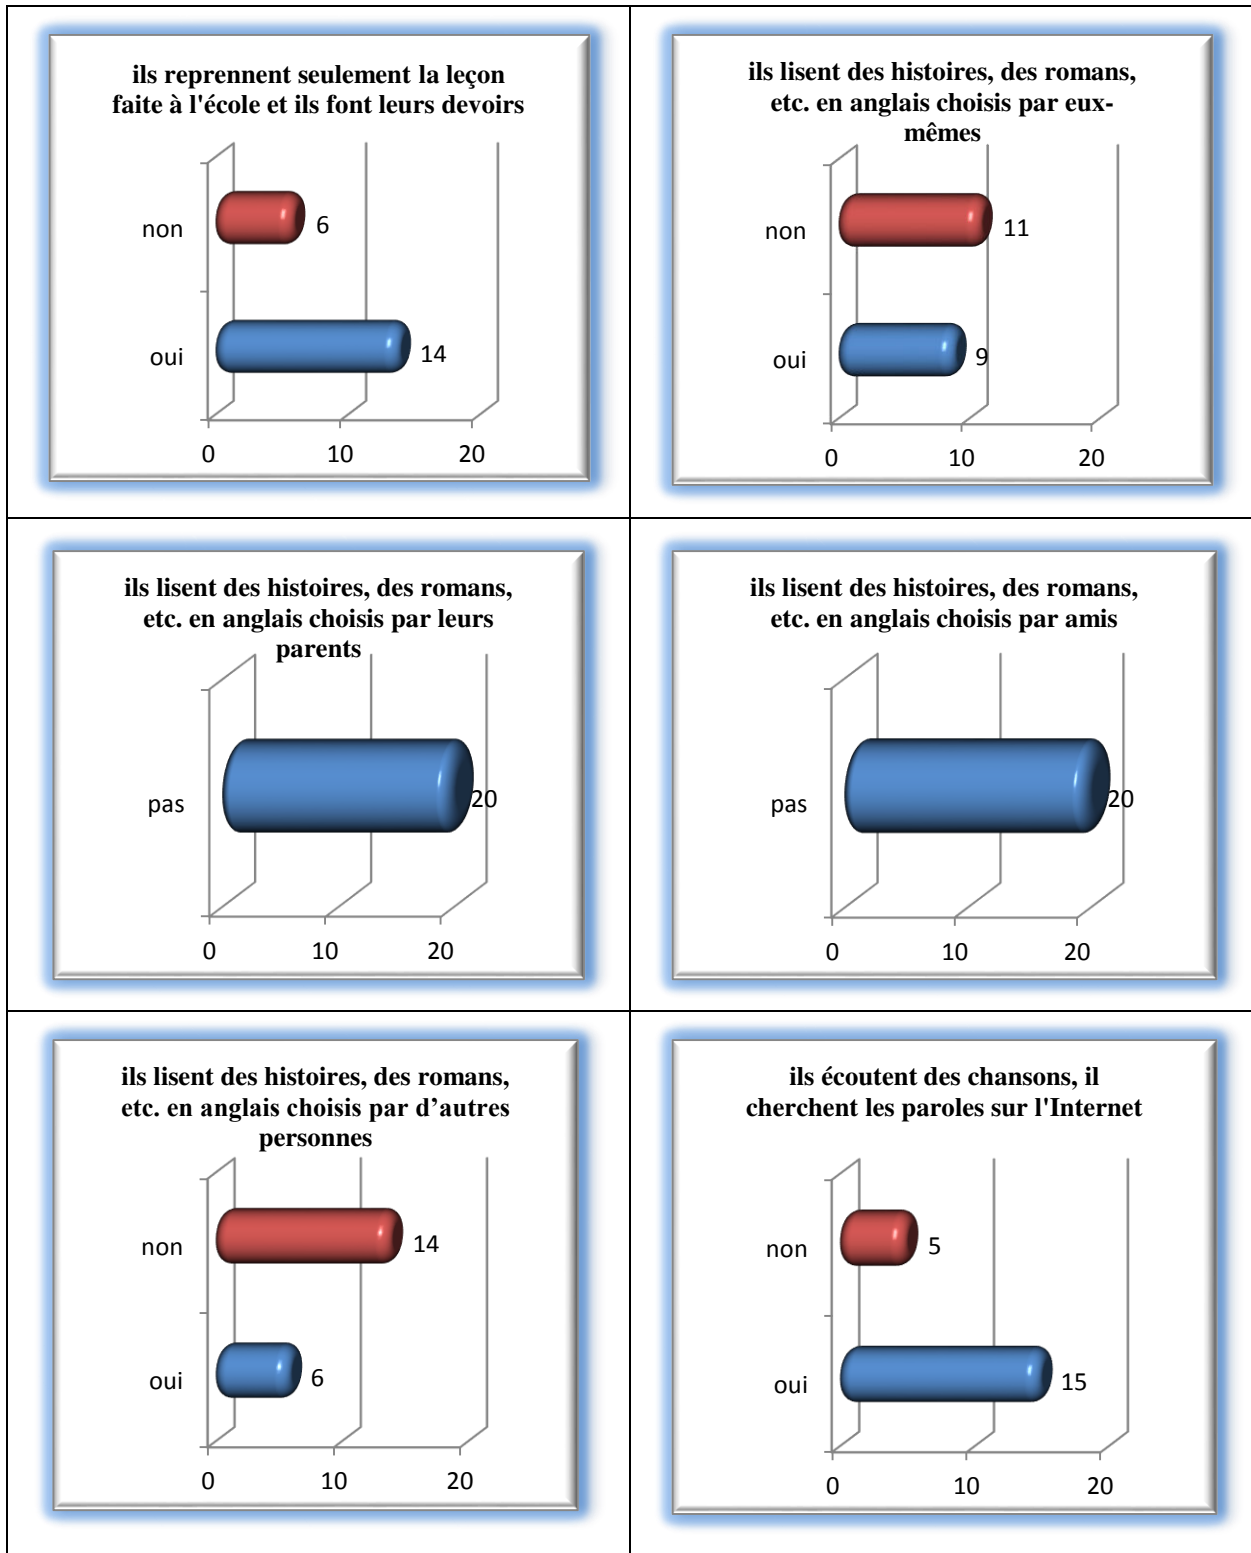 ils reprennent seulement la leçon
faite à l'école et ils font leurs devoirs
non
6
oui
14
0 10 20
ils lisent des histoires, des romans,
etc. en anglais choisis par eux-
mêmes
non
11
oui
9
0 10 20
ils lisent des histoires, des romans,
etc. en anglais choisis par leurs
parents
pas
20
0 10 20
ils lisent des histoires, des romans,
etc. en anglais choisis par amis
pas
20
0 10 20
ils lisent des histoires, des romans,
etc. en anglais choisis par d’autres
personnes
non
14
oui
6
0 10 20
ils écoutent des chansons, il
cherchent les paroles sur l'Internet
non
5
oui
15
0 10 20